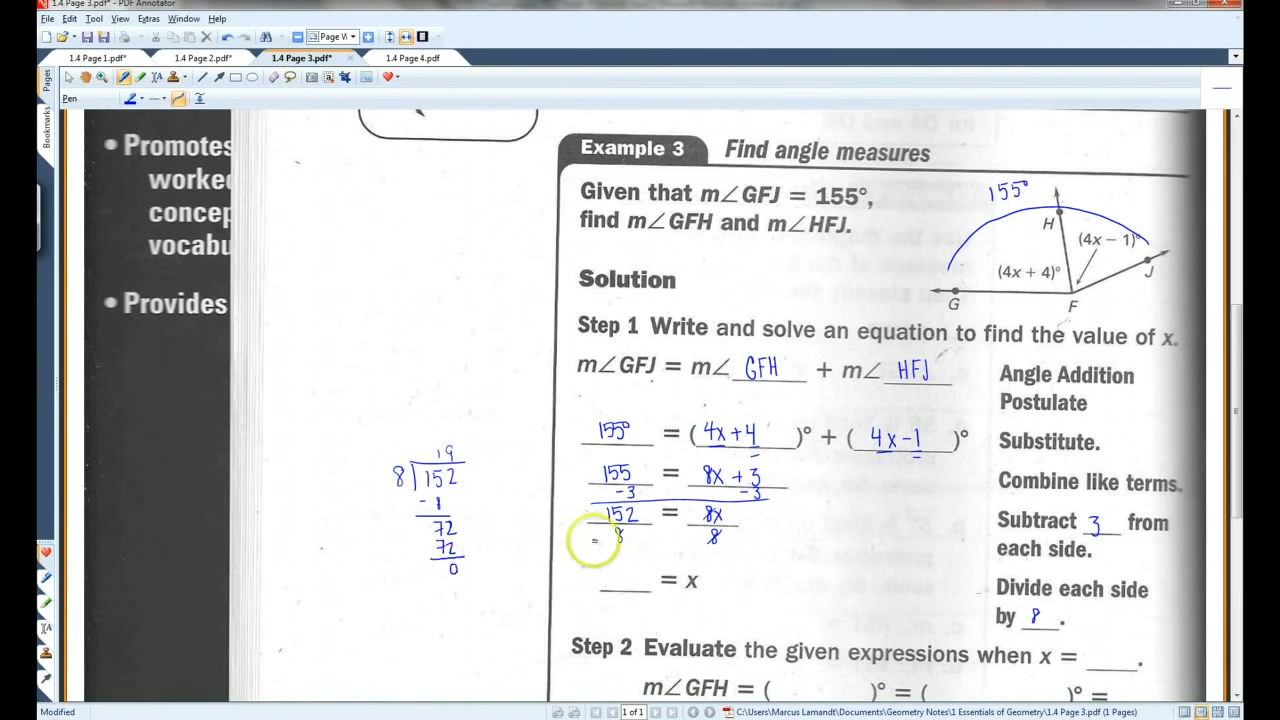 1.4 Page 3.pdf* - PDF Annotator
File Edit Tool View Extras Window Help
Page W
1.4 Page 1.pdf* 1.4 Page 2.pdf* 1.4 Page 3.pdf* 1.4 Page 4.pdf
Pen
Pages
Bookmarks
• Promotes
worked
concep
vocabu
• Provides
Example 3 Find angle measures
Given that m∠GFJ = 155°,
find m∠GFH and m∠HFJ.
155°
H
(4x − 1)°
(4x + 4)°
J
G
F
Solution
Step 1 Write and solve an equation to find the value of x.
m∠GFJ = m∠ GFH + m∠ HFJ
Angle Addition
Postulate
155° = (4x+4)° + (4x-1)° Substitute.
155 = 8x + 3 Combine like terms.
-3 -3
152 = 8x
8 8
Subtract 3 from
each side.
19
8 152
- 8
72
72
0
___ = x
Divide each side
by 8.
Step 2 Evaluate the given expressions when x = ___.
m∠GFH = ( )° = ( )° =
Modified
1 of 1
C:\Users\Marcus Lamandt\Documents\Geometry Notes\1 Essentials of Geometry\1.4 Page 3.pdf (1 Pages)